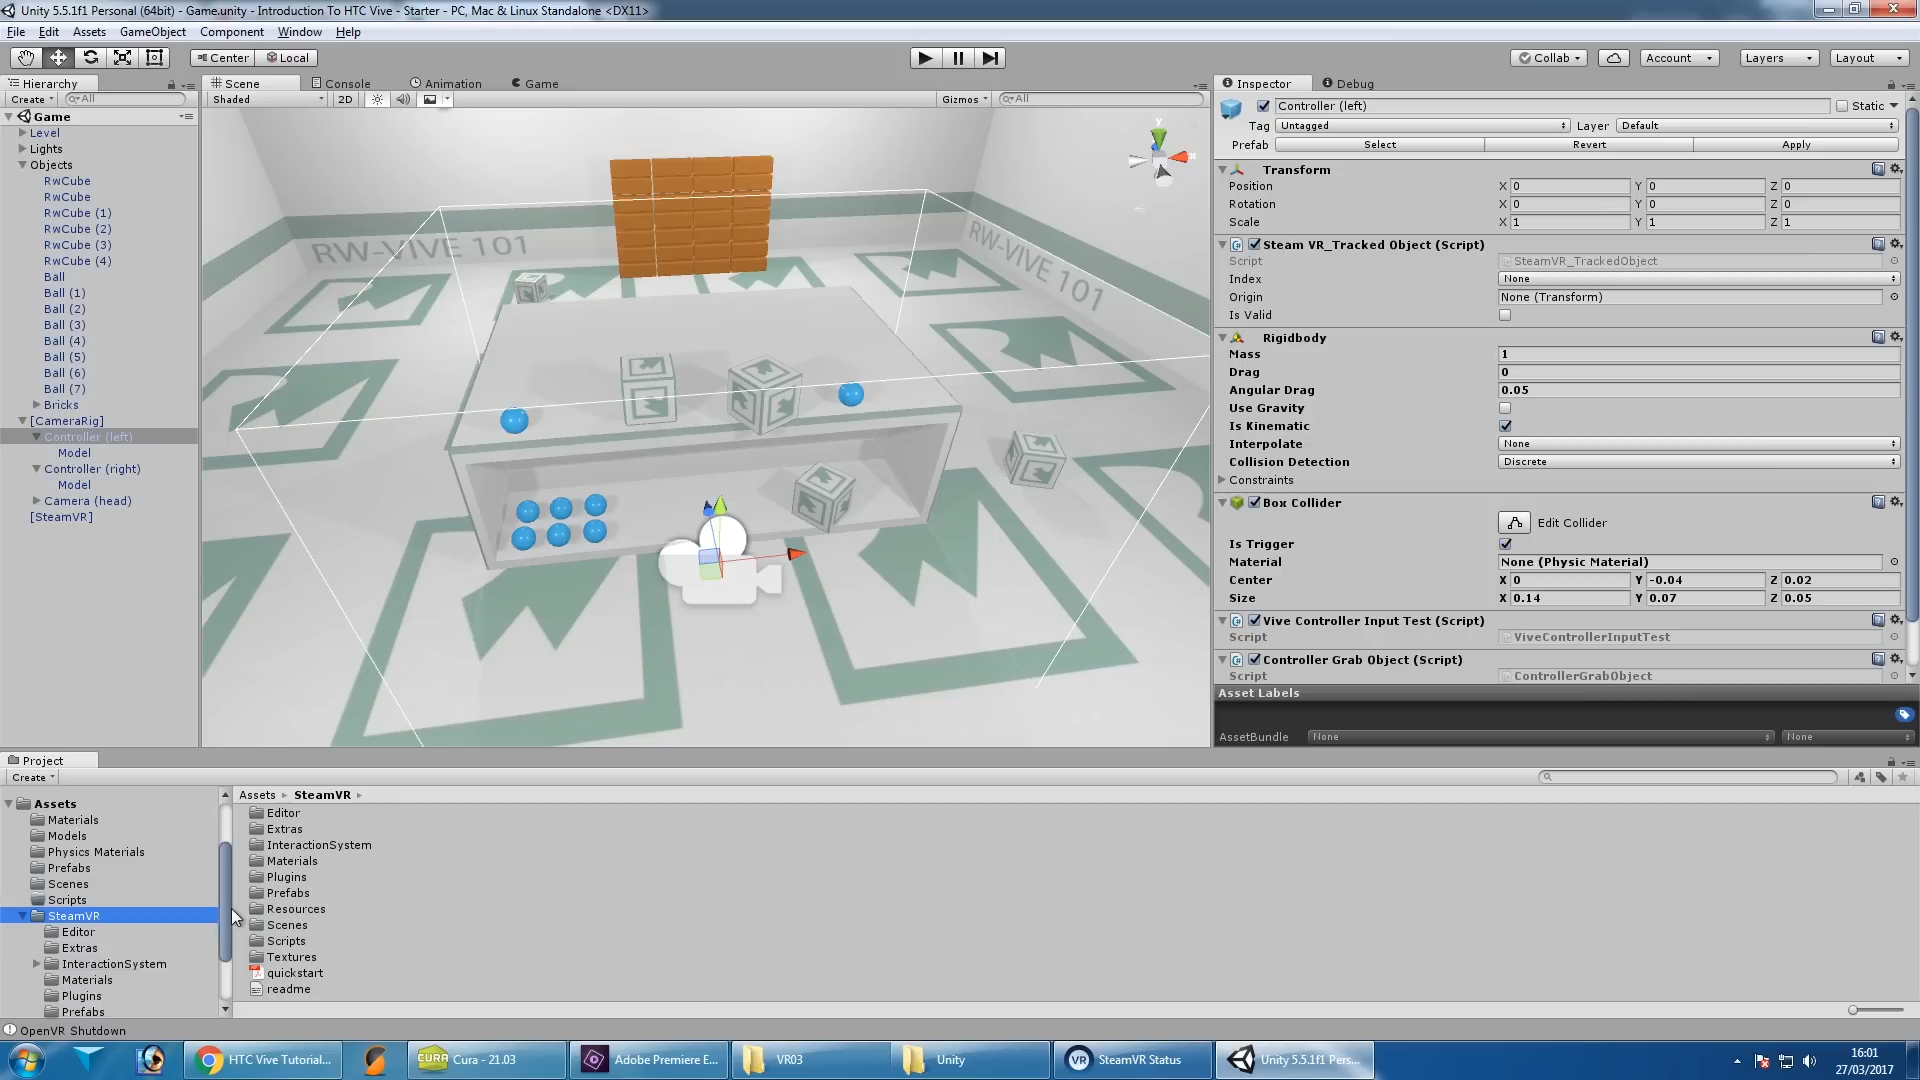 Unity 5.5.1f1 Personal (64bit) - Game.unity - Introduction To HTC Vive - Starter - PC, Mac & Linux Standalone <DX11>
File Edit Assets GameObject Component Window Help
Center Local Collab Account Layers Layout
Hierarchy Scene Console Animation Game Inspector Debug
Create All Shaded 2D Gizmos All
Game
Level
Lights
Objects
RwCube
RwCube
RwCube (1)
RwCube (2)
RwCube (3)
RwCube (4)
Ball
Ball (1)
Ball (2)
Ball (3)
Ball (4)
Ball (5)
Ball (6)
Ball (7)
Bricks
[CameraRig]
Controller (left)
Model
Controller (right)
Model
Camera (head)
[SteamVR]
y
x
RW-VIVE 101
RW-VIVE 101
Controller (left) Static
Tag Untagged Layer Default
Prefab Select Revert Apply
Transform
Position X 0 Y 0 Z 0
Rotation X 0 Y 0 Z 0
Scale X 1 Y 1 Z 1
Steam VR_Tracked Object (Script)
Script SteamVR_TrackedObject
Index None
Origin None (Transform)
Is Valid
Rigidbody
Mass 1
Drag 0
Angular Drag 0.05
Use Gravity
Is Kinematic
Interpolate None
Collision Detection Discrete
Constraints
Box Collider
Edit Collider
Is Trigger
Material None (Physic Material)
Center X 0 Y -0.04 Z 0.02
Size X 0.14 Y 0.07 Z 0.05
Vive Controller Input Test (Script)
Script ViveControllerInputTest
Controller Grab Object (Script)
Script ControllerGrabObject
Asset Labels
AssetBundle None None
Project
Create
Assets
Materials
Models
Physics Materials
Prefabs
Scenes
Scripts
SteamVR
Editor
Extras
InteractionSystem
Materials
Plugins
Prefabs
Assets SteamVR
Editor
Extras
InteractionSystem
Materials
Plugins
Prefabs
Resources
Scenes
Scripts
Textures
quickstart
readme
OpenVR Shutdown
HTC Vive Tutorial... CURA Cura - 21.03 Adobe Premiere E... VR03 Unity VR SteamVR Status Unity 5.5.1f1 Pers...
16:01
27/03/2017